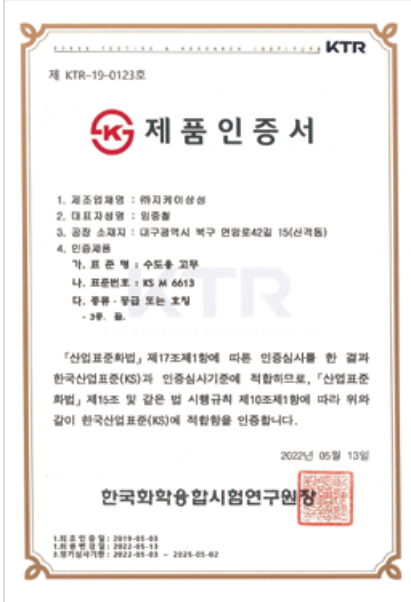 KOREA TESTING & RESEARCH INSTITUTE KTR
제 KTR-19-0123호
제품인증서
1. 제조업체명 : ㈜지케이상성
2. 대표자성명 : 임중철
3. 공장 소재지 : 대구광역시 북구 연암로42길 15(산격동)
4. 인증제품
가. 표 준 명 : 수도용 고무
나. 표준번호 : KS M 6613
다. 종류·등급 또는 호칭
- 3류. 끝.
KTR
「산업표준화법」제17조제1항에 따른 인증심사를 한 결과
한국산업표준(KS)과 인증심사기준에 적합하므로, 「산업표준
화법」제15조 및 같은 법 시행규칙 제10조제1항에 따라 위와
같이 한국산업표준(KS)에 적합함을 인증합니다.
2022년 05월 13일
한국화학융합시험연구원장
1.최초인증일: 2019-05-03
1.최종변경일: 2022-05-13
3.정기심사기한: 2022-05-03 ~ 2025-05-02